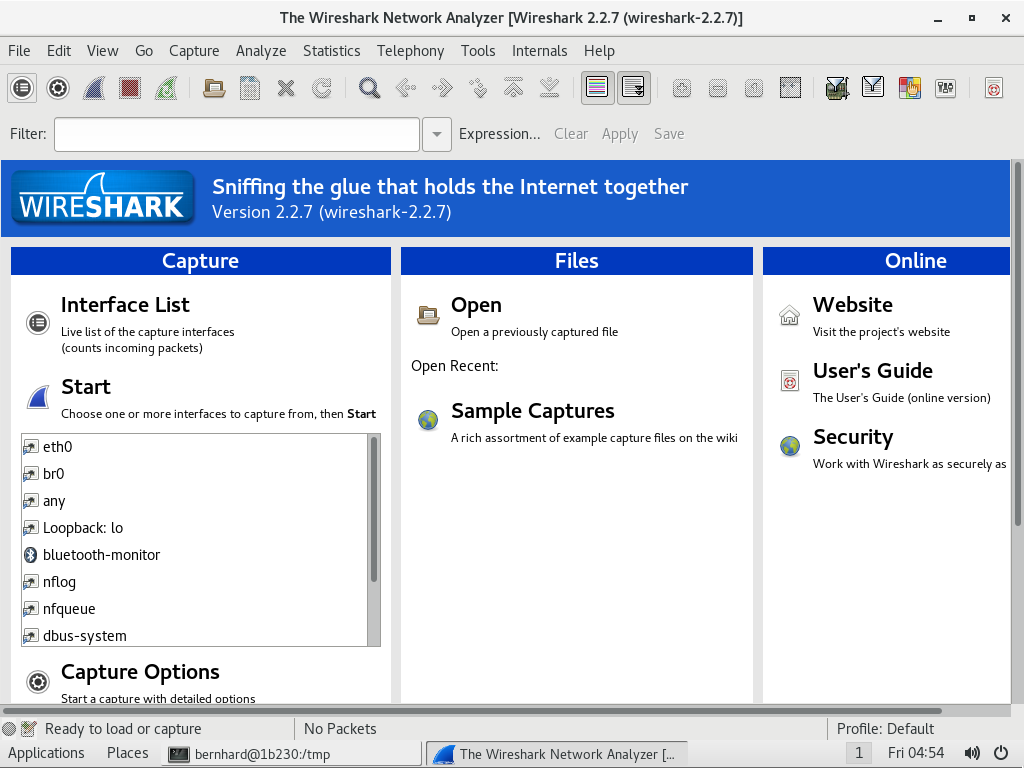 The Wireshark Network Analyzer [Wireshark 2.2.7 (wireshark-2.2.7)]
File Edit View Go Capture Analyze Statistics Telephony Tools Internals Help
Filter: Expression... Clear Apply Save
WIRESHARK
Sniffing the glue that holds the Internet together
Version 2.2.7 (wireshark-2.2.7)
Capture
Interface List
Live list of the capture interfaces
(counts incoming packets)
Start
Choose one or more interfaces to capture from, then Start
eth0
br0
any
Loopback: lo
bluetooth-monitor
nflog
nfqueue
dbus-system
Capture Options
Start a capture with detailed options
Files
Open
Open a previously captured file
Open Recent:
Sample Captures
A rich assortment of example capture files on the wiki
Online
Website
Visit the project's website
User's Guide
The User's Guide (online version)
Security
Work with Wireshark as securely as
Ready to load or capture
No Packets
Profile: Default
Applications Places bernhard@1b230:/tmp The Wireshark Network Analyzer [... 1 Fri 04:54